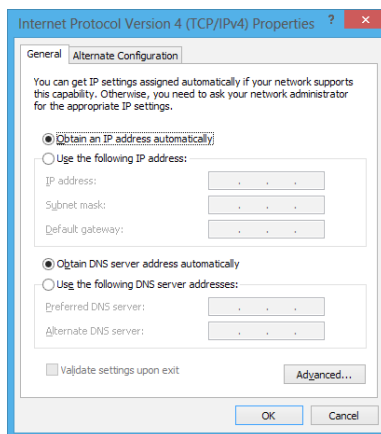 Internet Protocol Version 4 (TCP/IPv4) Properties ? ×
General Alternate Configuration
You can get IP settings assigned automatically if your network supports
this capability. Otherwise, you need to ask your network administrator
for the appropriate IP settings.
Obtain an IP address automatically
Use the following IP address:
IP address: . . .
Subnet mask: . . .
Default gateway: . . .
Obtain DNS server address automatically
Use the following DNS server addresses:
Preferred DNS server: . . .
Alternate DNS server: . . .
Validate settings upon exit
Advanced...
OK Cancel